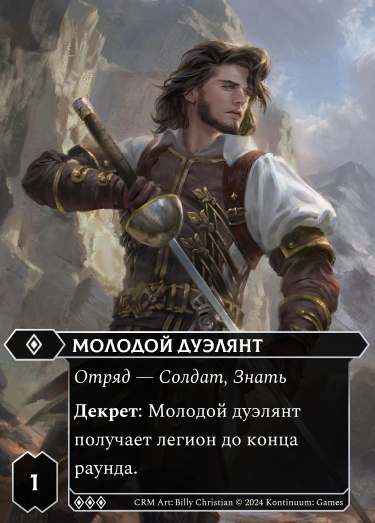 МОЛОДОЙ ДУЭЛЯНТ
Отряд — Солдат, Знать
Декрет: Молодой дуэлянт
получает легион до конца
раунда.
1
CRM Art: Billy Christian © 2024 Kontinuum: Games